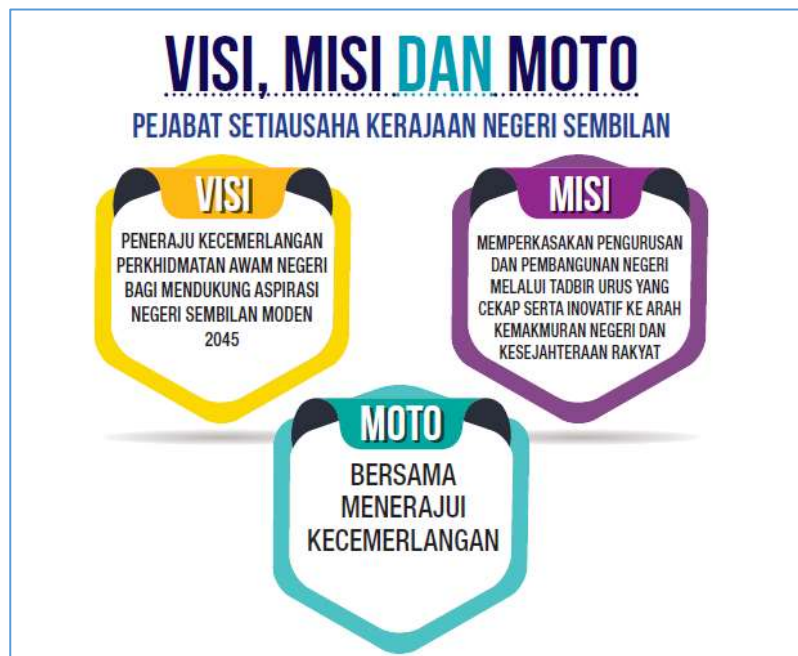 VISI, MISI DAN MOTO
PEJABAT SETIAUSAHA KERAJAAN NEGERI SEMBILAN
VISI
PENERAJU KECEMERLANGAN
PERKHIDMATAN AWAM NEGERI
BAGI MENDUKUNG ASPIRASI
NEGERI SEMBILAN MODEN
2045
MISI
MEMPERKASAKAN PENGURUSAN
DAN PEMBANGUNAN NEGERI
MELALUI TADBIR URUS YANG
CEKAP SERTA INOVATIF KE ARAH
KEMAKMURAN NEGERI DAN
KESEJAHTERAAN RAKYAT
MOTO
BERSAMA
MENERAJUI
KECEMERLANGAN